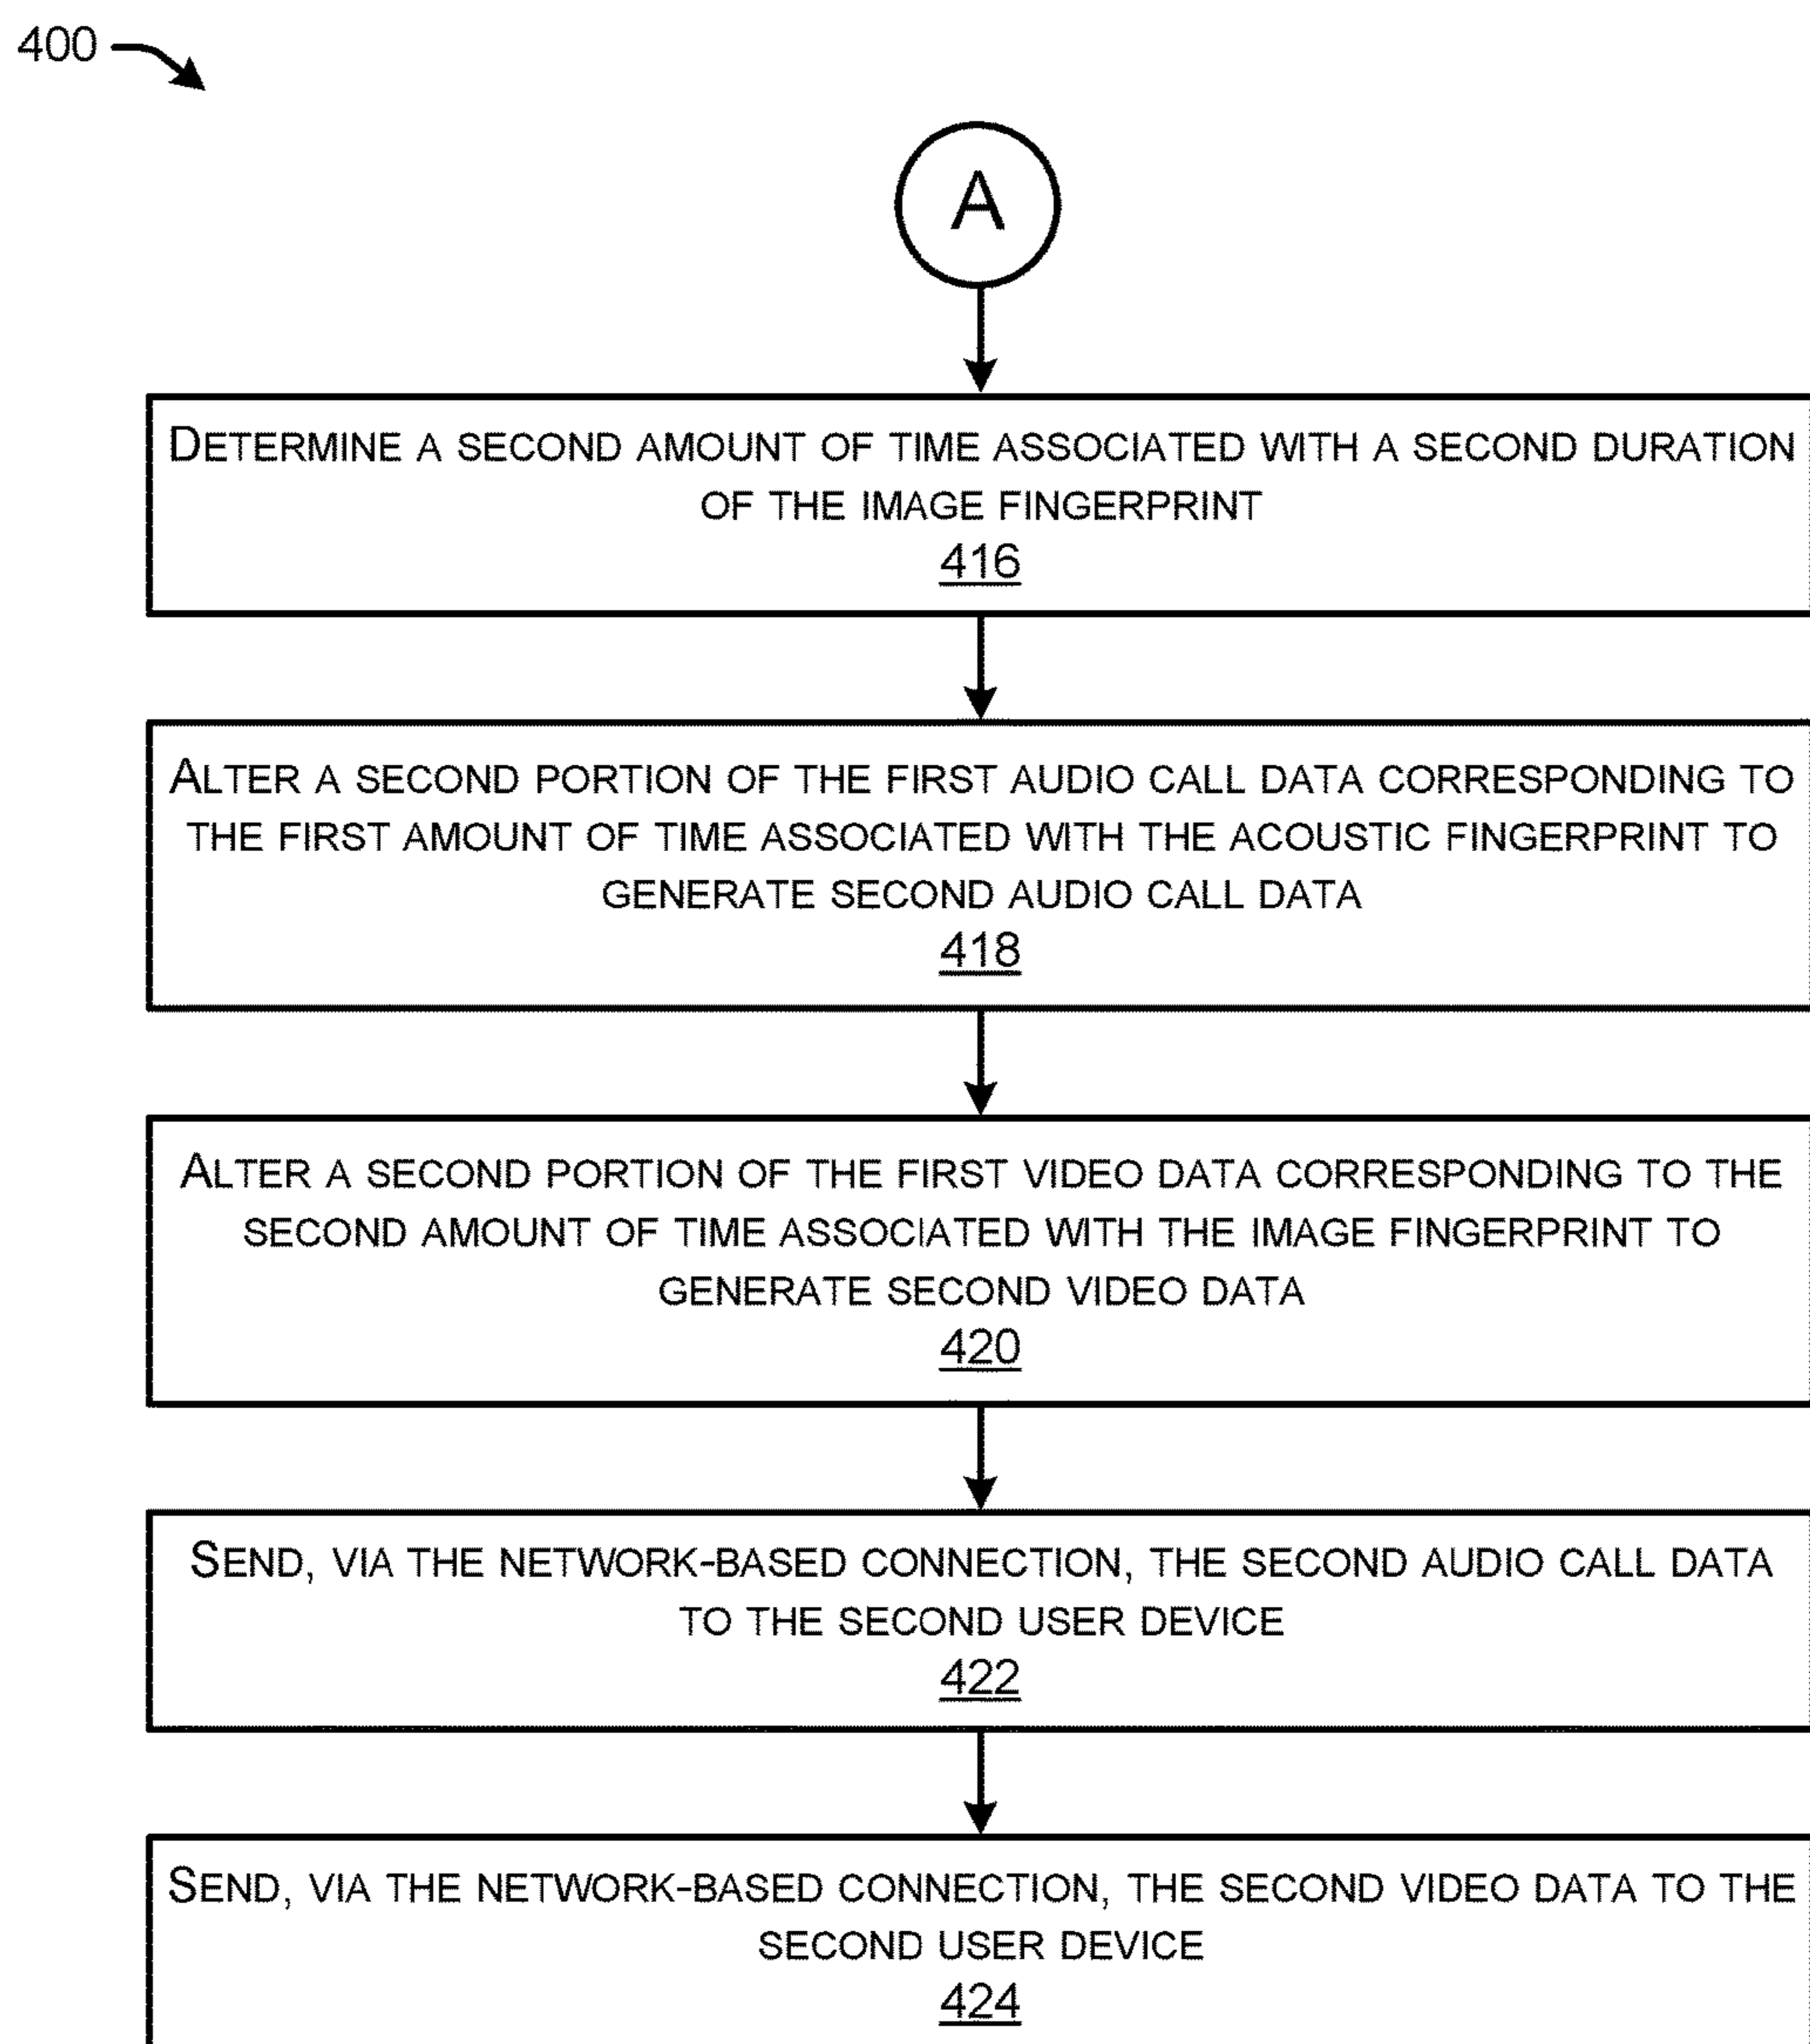 400
A
DETERMINE A SECOND AMOUNT OF TIME ASSOCIATED WITH A SECOND DURATION
OF THE IMAGE FINGERPRINT
416
ALTER A SECOND PORTION OF THE FIRST AUDIO CALL DATA CORRESPONDING TO
THE FIRST AMOUNT OF TIME ASSOCIATED WITH THE ACOUSTIC FINGERPRINT TO
GENERATE SECOND AUDIO CALL DATA
418
ALTER A SECOND PORTION OF THE FIRST VIDEO DATA CORRESPONDING TO THE
SECOND AMOUNT OF TIME ASSOCIATED WITH THE IMAGE FINGERPRINT TO
GENERATE SECOND VIDEO DATA
420
SEND, VIA THE NETWORK-BASED CONNECTION, THE SECOND AUDIO CALL DATA
TO THE SECOND USER DEVICE
422
SEND, VIA THE NETWORK-BASED CONNECTION, THE SECOND VIDEO DATA TO THE
SECOND USER DEVICE
424